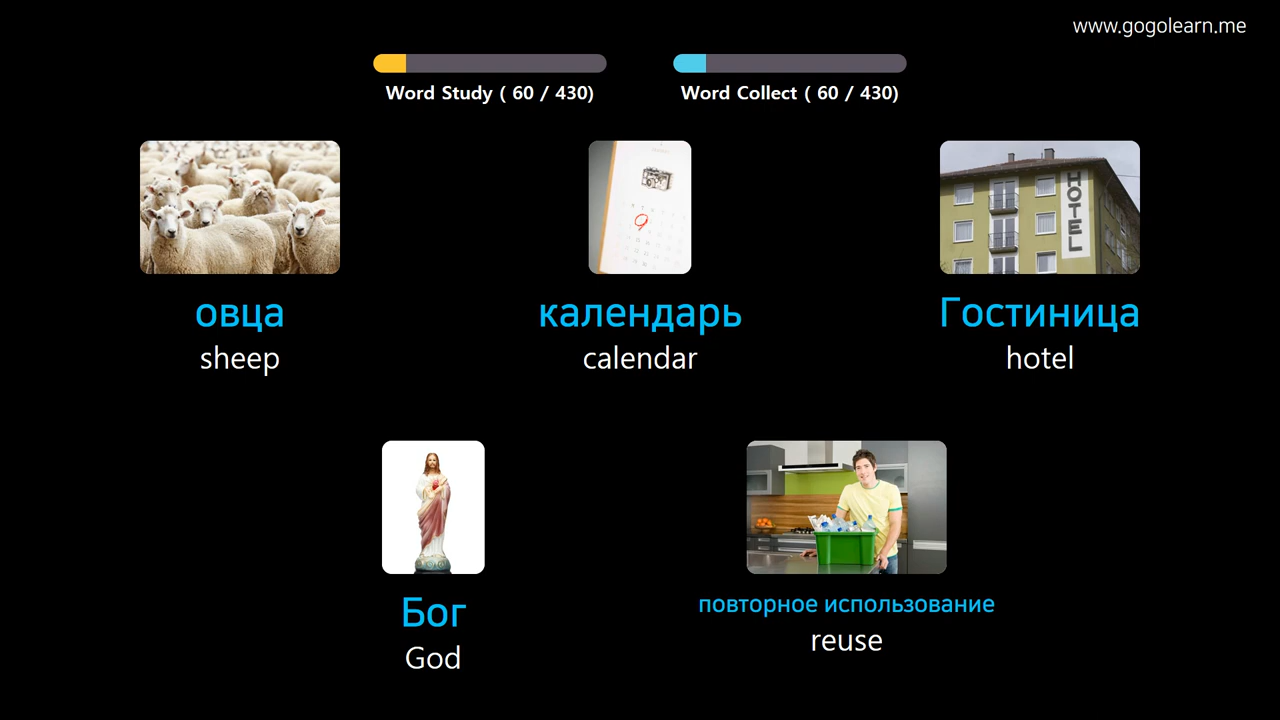 www.gogolearn.me
Word Study ( 60 / 430)
Word Collect ( 60 / 430)
HOTEL
9
овца
sheep
календарь
calendar
Гостиница
hotel
Бог
God
повторное использование
reuse